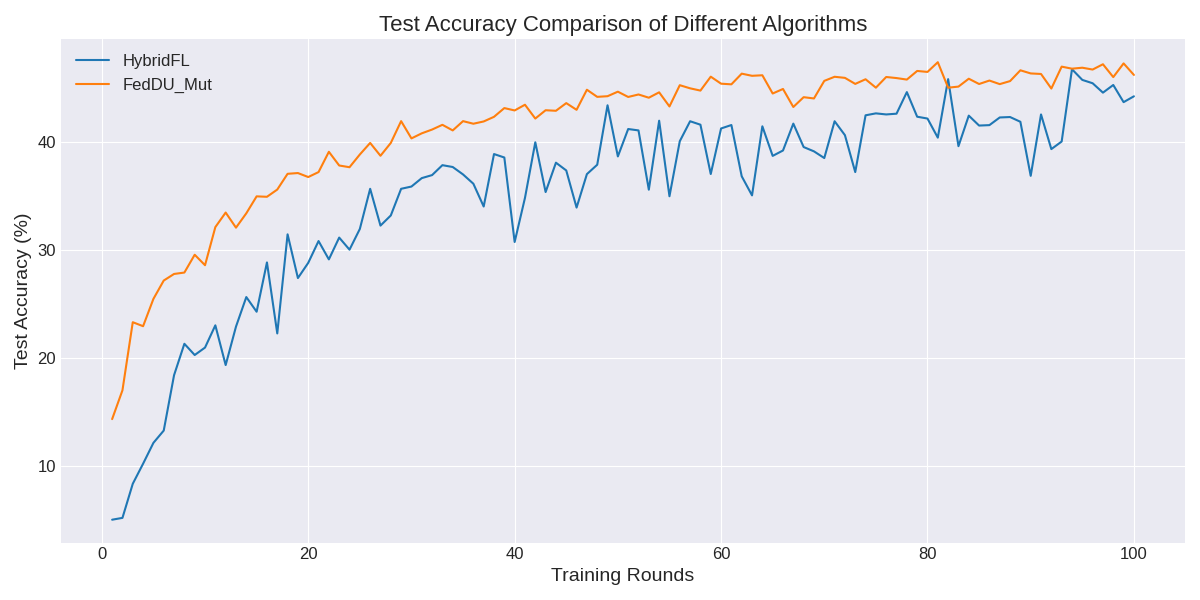 Test Accuracy Comparison of Different Algorithms
HybridFL
FedDU_Mut
Test Accuracy (%)
40
30
20
10
0 20 40 60 80 100
Training Rounds